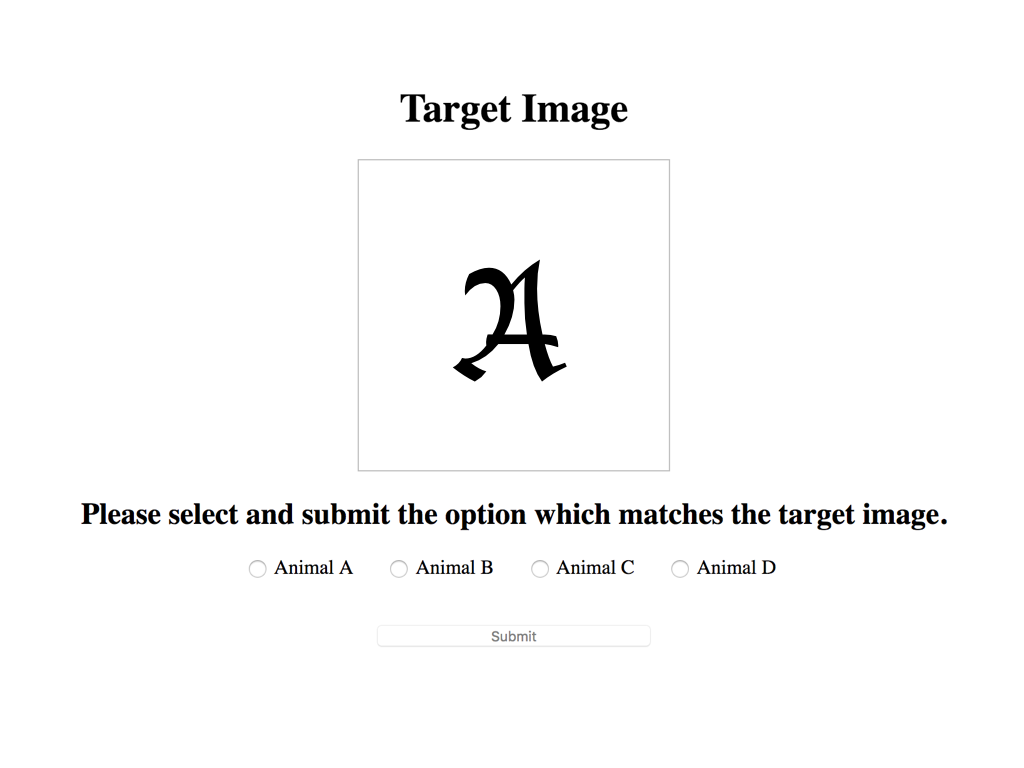 Target Image
A
Please select and submit the option which matches the target image.
Animal A Animal B Animal C Animal D
Submit